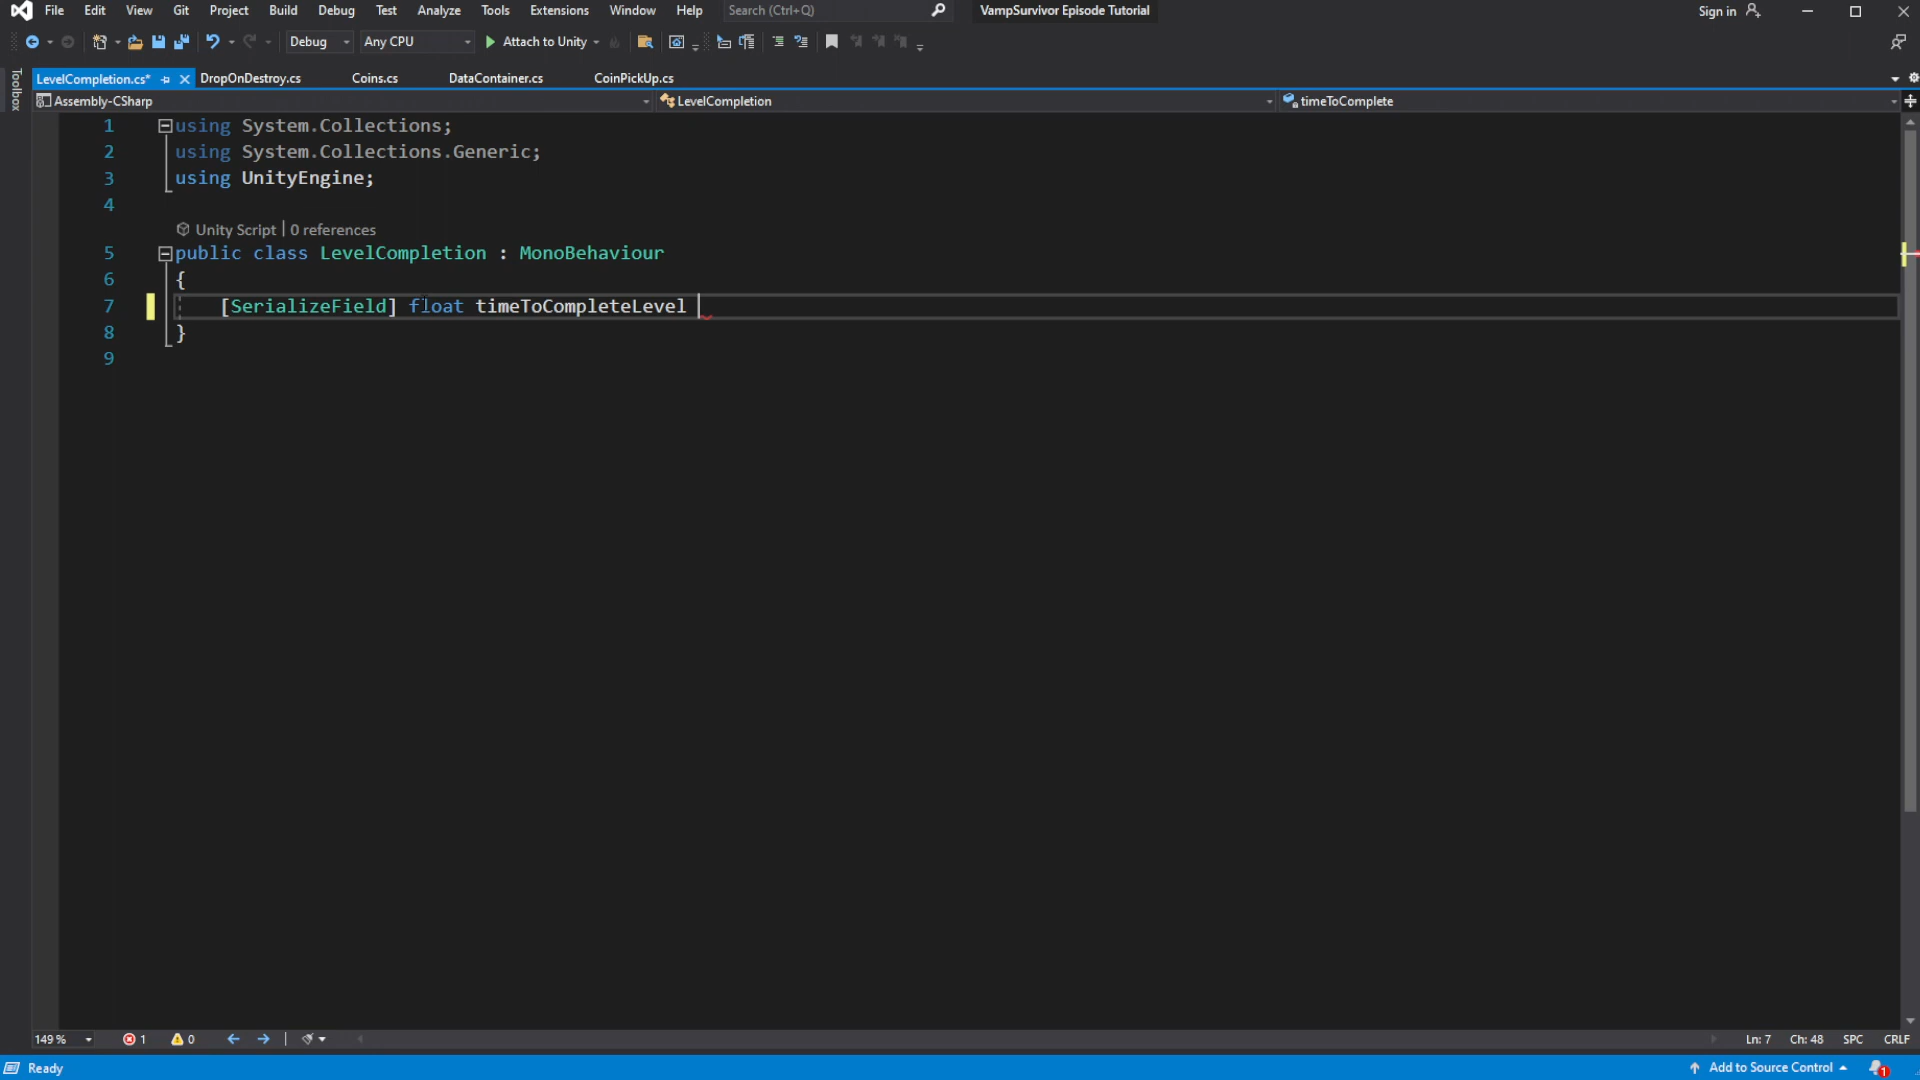 File Edit View Git Project Build Debug Test Analyze Tools Extensions Window Help Search (Ctrl+Q) VampSurvivor Episode Tutorial Sign in
Debug Any CPU Attach to Unity
Toolbox
LevelCompletion.cs* DropOnDestroy.cs Coins.cs DataContainer.cs CoinPickUp.cs
Assembly-CSharp LevelCompletion timeToComplete
1 using System.Collections;
2 using System.Collections.Generic;
3 using UnityEngine;
4
Unity Script | 0 references
5 public class LevelCompletion : MonoBehaviour
6 {
7 [SerializeField] float timeToCompleteLevel
8 }
9
149 % 1 0 Ln: 7 Ch: 48 SPC CRLF
Ready Add to Source Control 1